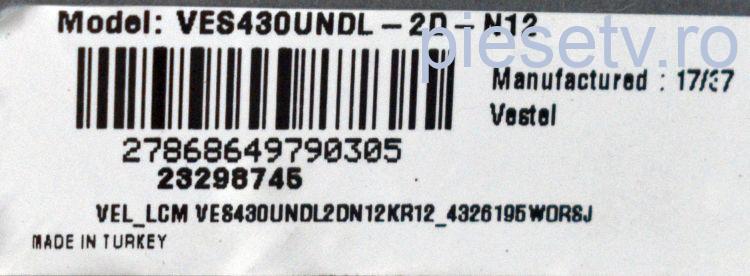 Model: VES430UNDL-2D-N12
piesetv.ro
Manufactured : 17/37
Vestel
27868649790305
23298745
VEL_LCM VES430UNDL2DN12KR12_4326195WORSJ
MADE IN TURKEY